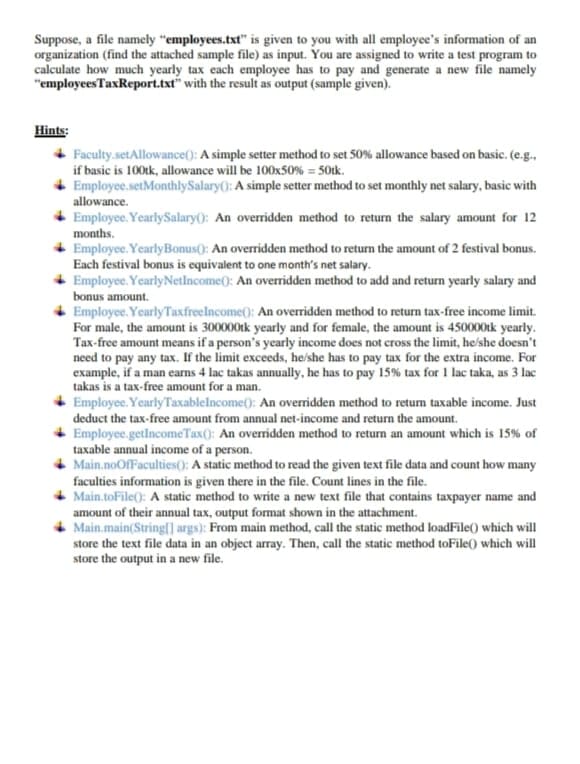 Suppose, a file namely "employees.txt" is given to you with all employee's information of an
organization (find the attached sample file) as input. You are assigned to write a test program to
calculate how much yearly tax each employee has to pay and generate a new file namely
"employeesTaxReport.txt" with the result as output (sample given).
Hints:
Faculty.setAllowance(): A simple setter method to set 50% allowance based on basic. (e.g.,
if basic is 100tk, allowance will be 100x50% = 50tk.
Employee.setMonthlySalary(): A simple setter method to set monthly net salary, basic with
allowance.
Employee.YearlySalary(): An overridden method to return the salary amount for 12
months.
Employee.YearlyBonus(): An overridden method to return the amount of 2 festival bonus.
Each festival bonus is equivalent to one month's net salary.
Employee.YearlyNetIncome(): An overridden method to add and return yearly salary and
bonus amount.
Employee.YearlyTaxfreeIncome(): An overridden method to return tax-free income limit.
For male, the amount is 300000tk yearly and for female, the amount is 450000tk yearly.
Tax-free amount means if a person's yearly income does not cross the limit, he/she doesn't
need to pay any tax. If the limit exceeds, he/she has to pay tax for the extra income. For
example, if a man earns 4 lac takas annually, he has to pay 15% tax for 1 lac taka, as 3 lac
takas is a tax-free amount for a man.
Employee.YearlyTaxableIncome(): An overridden method to return taxable income. Just
deduct the tax-free amount from annual net-income and return the amount.
Employee.getIncomeTax(): An overridden method to return an amount which is 15% of
taxable annual income of a person.
Main.noOfFaculties(): A static method to read the given text file data and count how many
faculties information is given there in the file. Count lines in the file.
Main.toFile(): A static method to write a new text file that contains taxpayer name and
amount of their annual tax, output format shown in the attachment.
Main.main(String[] args): From main method, call the static method loadFile() which will
store the text file data in an object array. Then, call the static method toFile() which will
store the output in a new file.